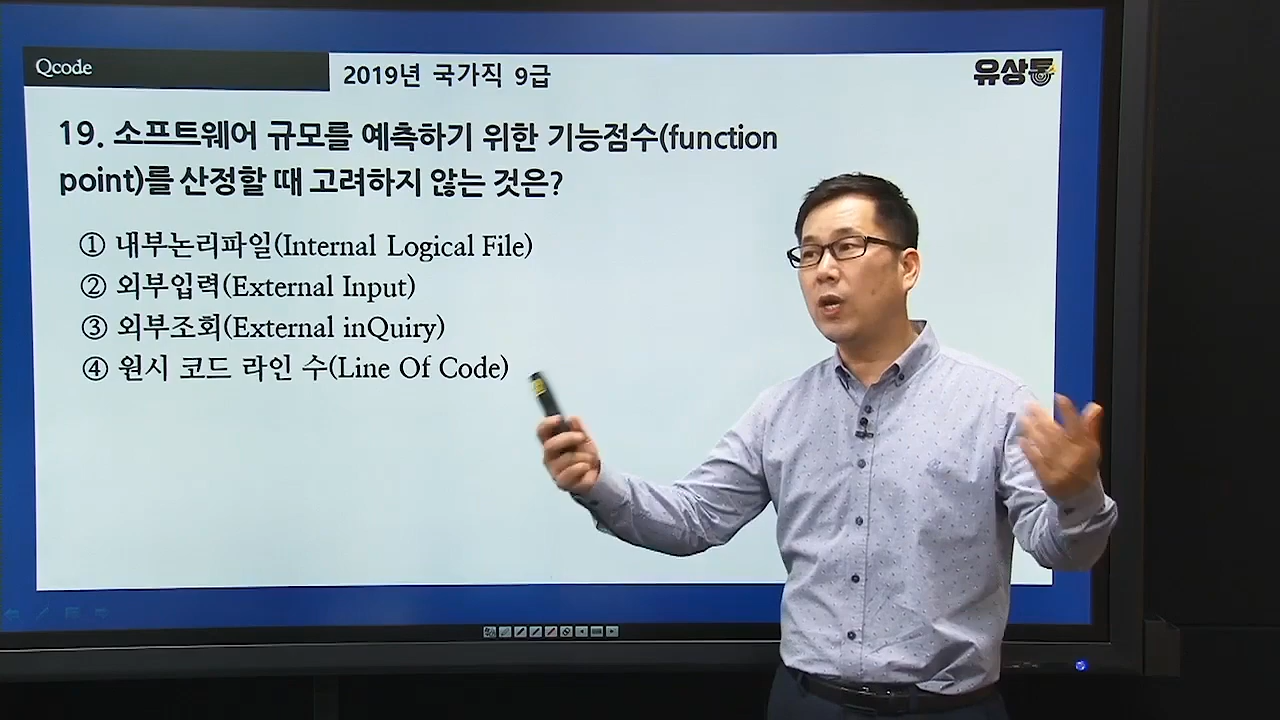 Qcode
2019년 국가직 9급
유상통
19. 소프트웨어 규모를 예측하기 위한 기능점수(function
point)를 산정할 때 고려하지 않는 것은?
① 내부논리파일(Internal Logical File)
② 외부입력(External Input)
③ 외부조회(External inQuiry)
④ 원시 코드 라인 수(Line Of Code)